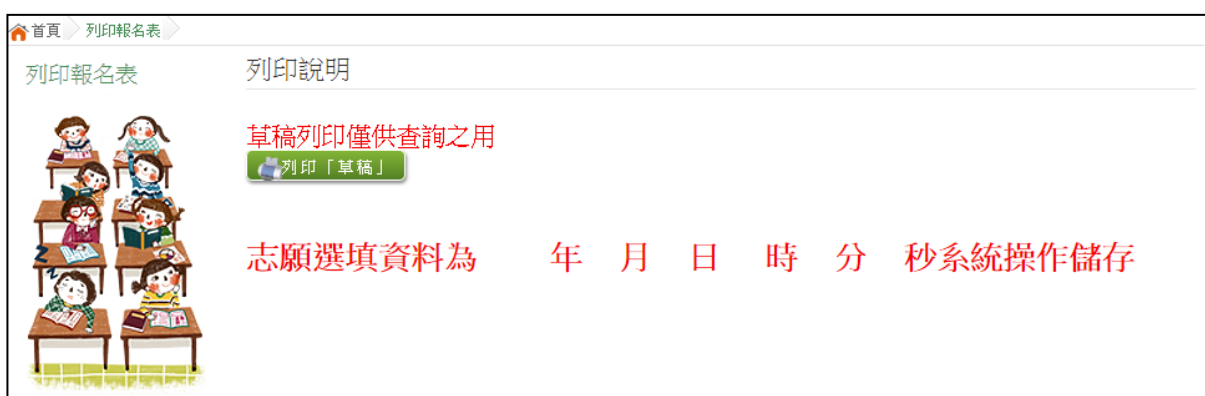 首頁 列印報名表
列印報名表
列印說明
草稿列印僅供查詢之用
列印「草稿」
志願選填資料為 年 月 日 時 分 秒系統操作儲存